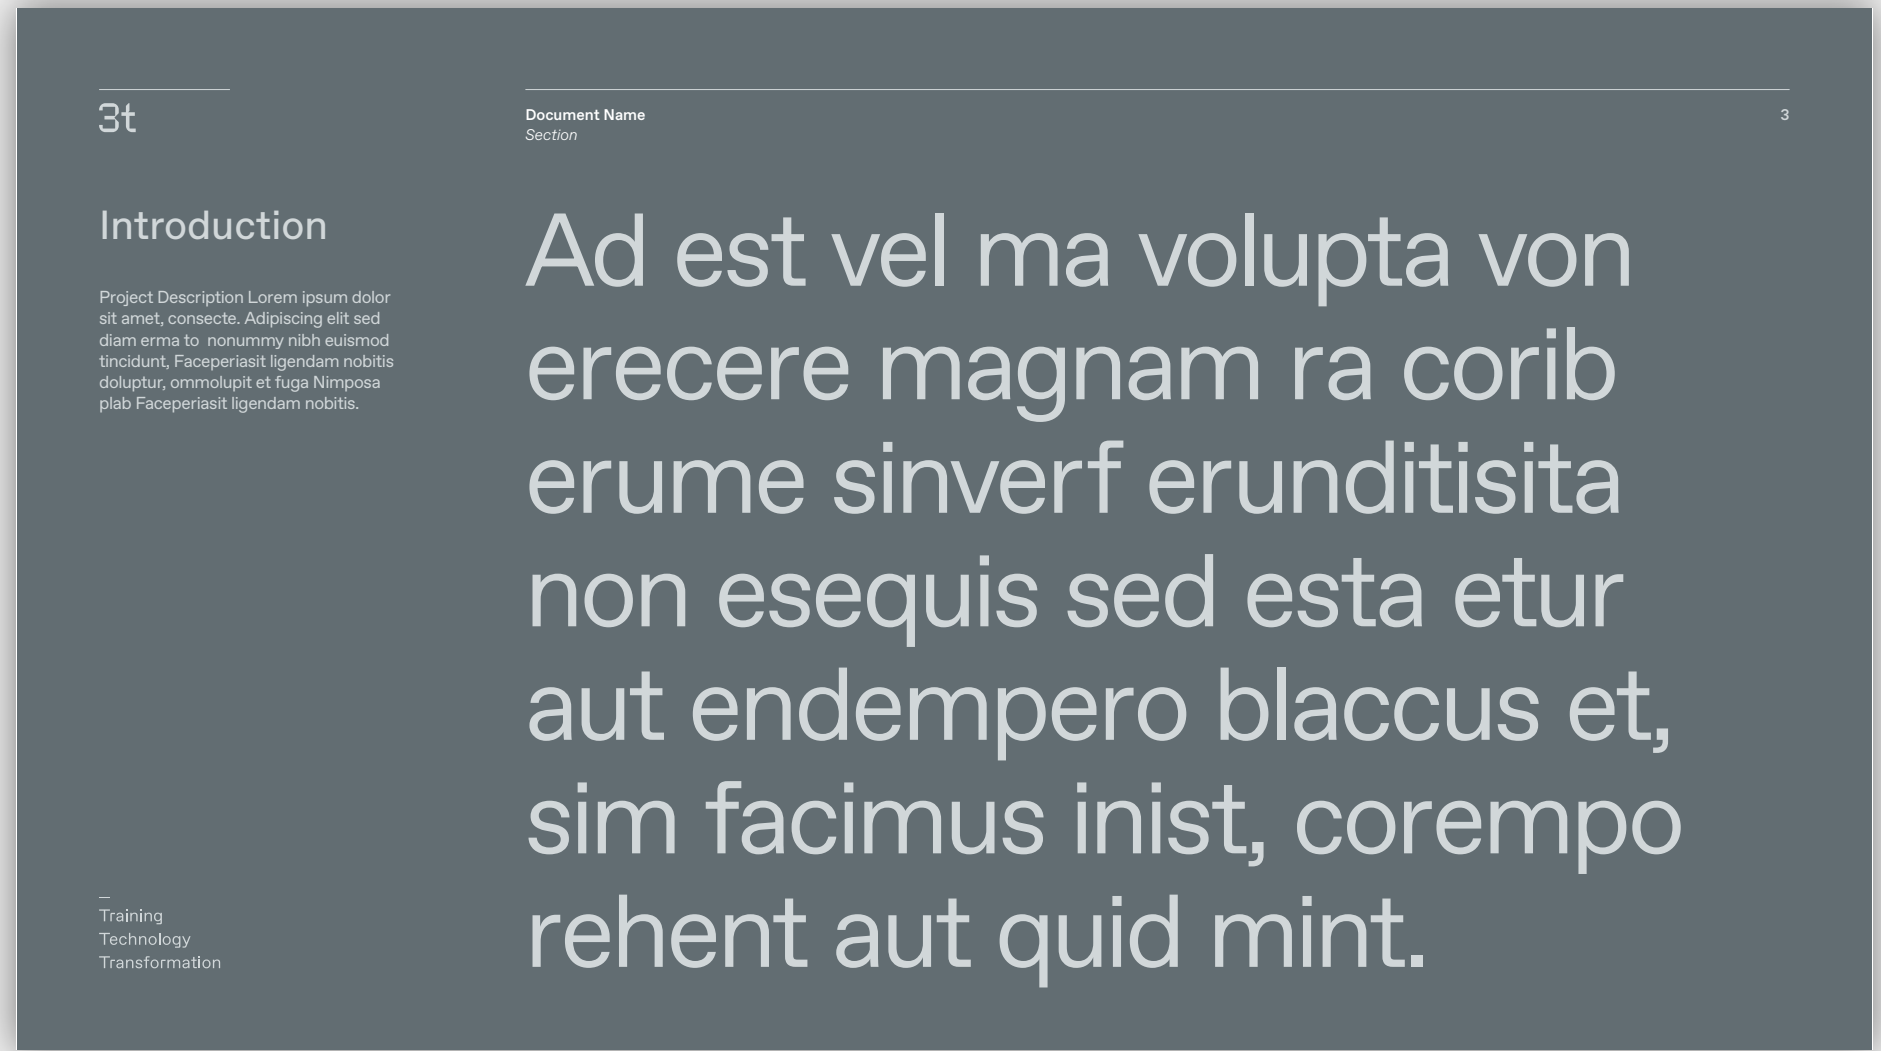 3t
Document Name
Section
3
Introduction
Project Description Lorem ipsum dolor
sit amet, consecte. Adipiscing elit sed
diam erma to  nonummy nibh euismod
tincidunt, Faceperiasit ligendam nobitis
doluptur, ommolupit et fuga Nimposa
plab Faceperiasit ligendam nobitis.
Ad est vel ma volupta von
erecere magnam ra corib
erume sinverf erunditisita
non esequis sed esta etur
aut endempero blaccus et,
sim facimus inist, corempo
rehent aut quid mint.
Training
Technology
Transformation